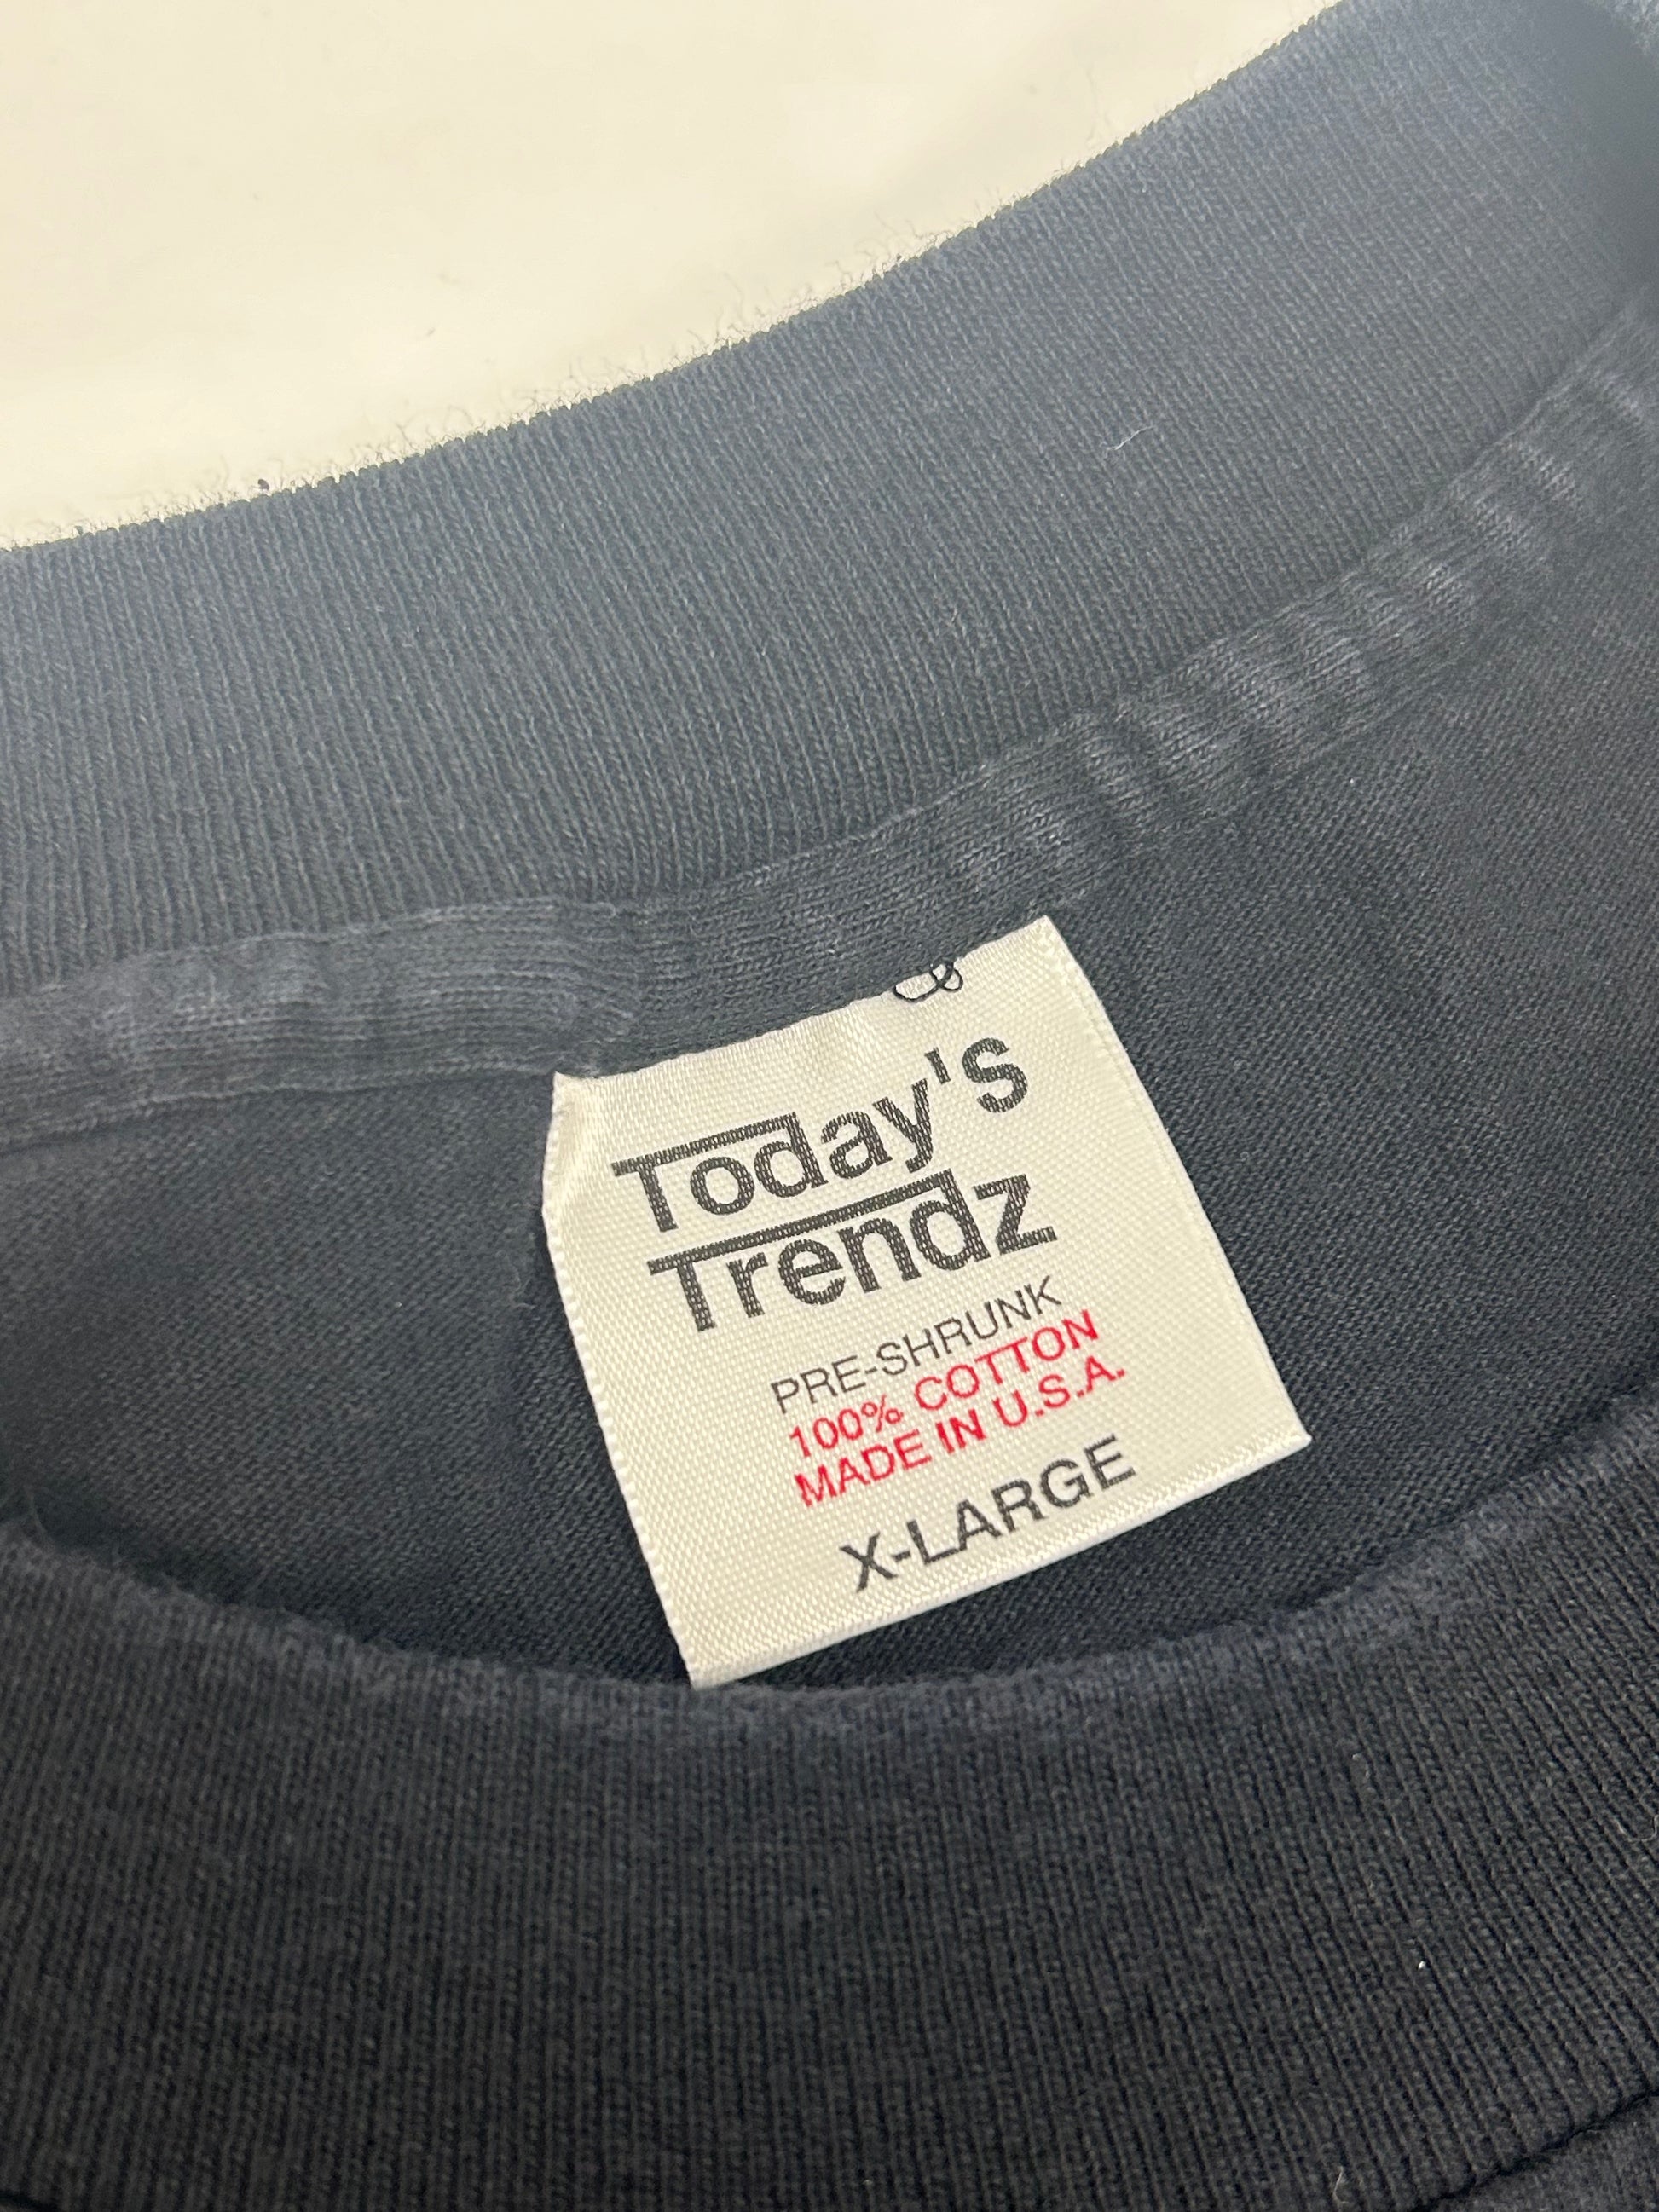 Today's
Trendz
PRE-SHRUNK
100% COTTON
MADE IN U.S.A.
X-LARGE